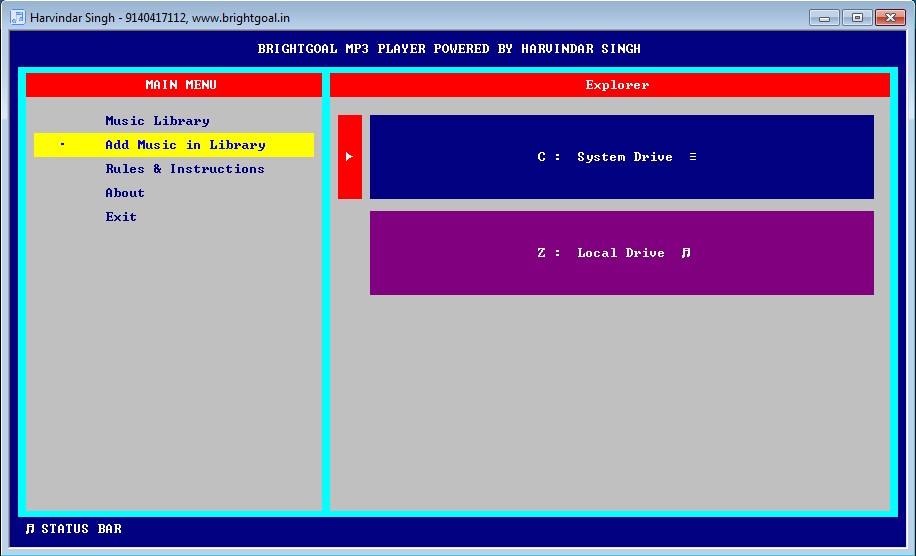 Harvindar Singh - 9140417112, www.brightgoal.in
BRIGHTGOAL MP3 PLAYER POWERED BY HARVINDAR SINGH
MAIN MENU
Music Library
Add Music in Library
Rules & Instructions
About
Exit
Explorer
C : System Drive ≡
Z : Local Drive ♬
♬ STATUS BAR